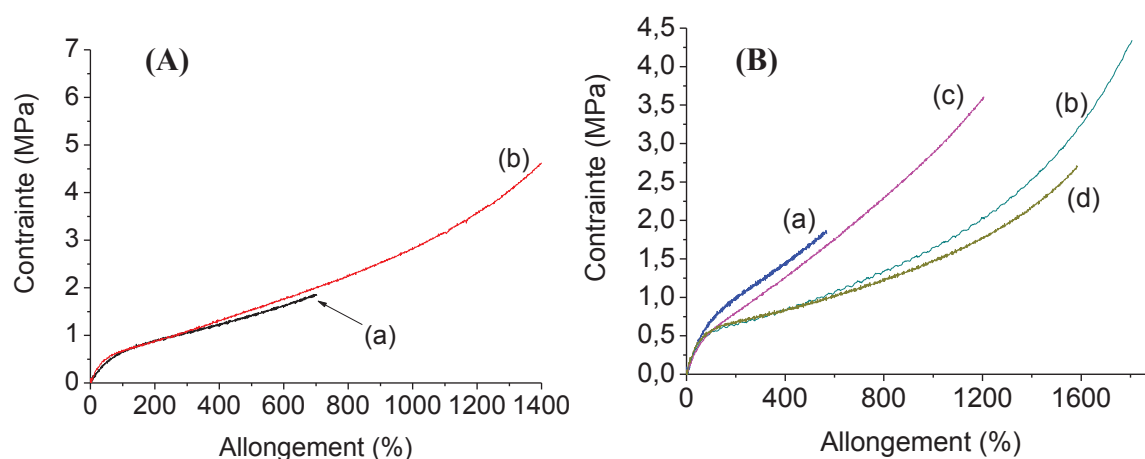 (A)
Contrainte (MPa)
7
6
5
4
3
2
1
0
(b)
(a)
0 200 400 600 800 1000 1200 1400
Allongement (%)
(B)
Contrainte (MPa)
4,5
4,0
3,5
3,0
2,5
2,0
1,5
1,0
0,5
0,0
(c)
(b)
(a)
(d)
0 400 800 1200 1600
Allongement (%)